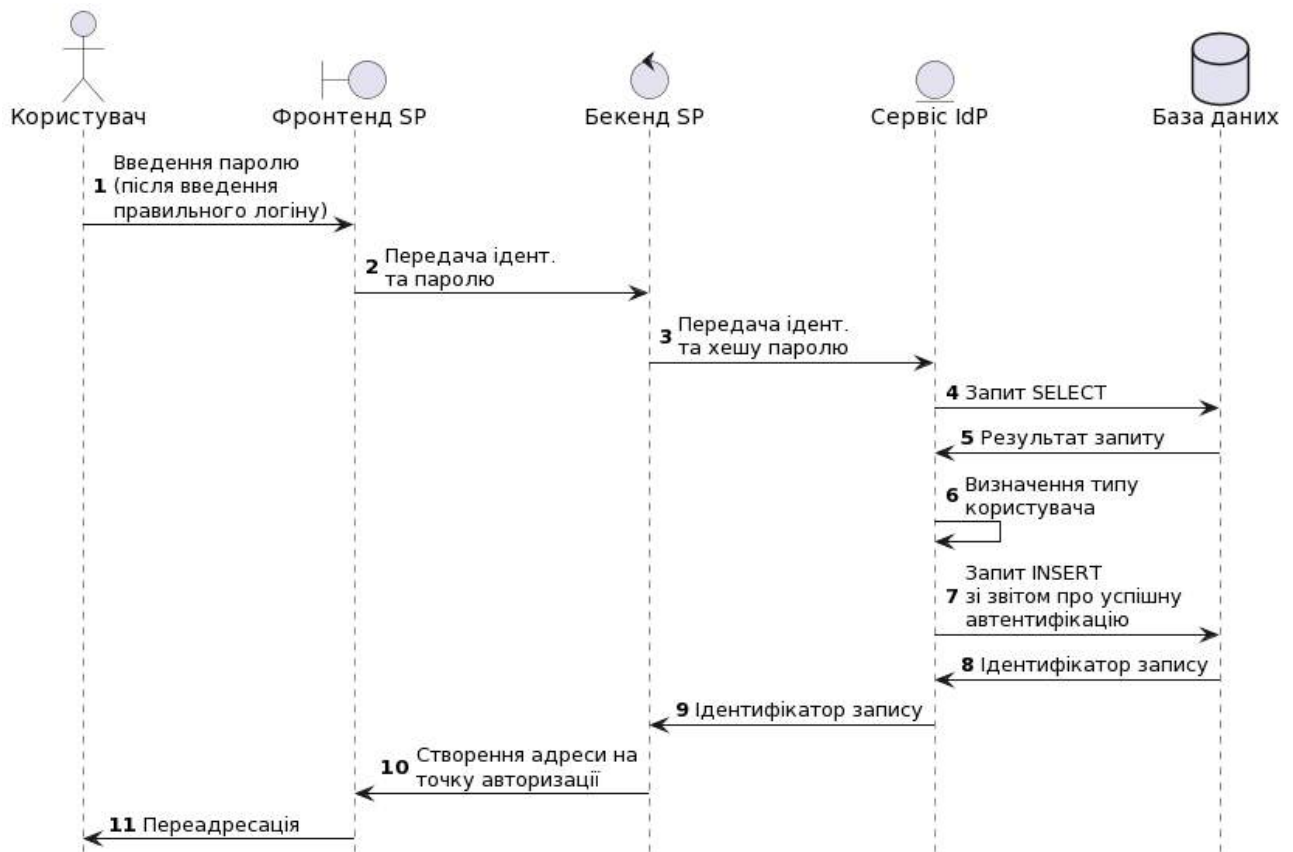 Користувач
Фронтенд SP
Бекенд SP
Сервіс IdP
База даних
Введення паролю
1 (після введення
правильного логіну)
Передача ідент.
2 та паролю
Передача ідент.
3 та хешу паролю
4 Запит SELECT
5 Результат запиту
Визначення типу
6 користувача
Запит INSERT
7 зі звітом про успішну
автентифікацію
8 Ідентифікатор запису
9 Ідентифікатор запису
Створення адреси на
10 точку авторизації
11 Переадресація